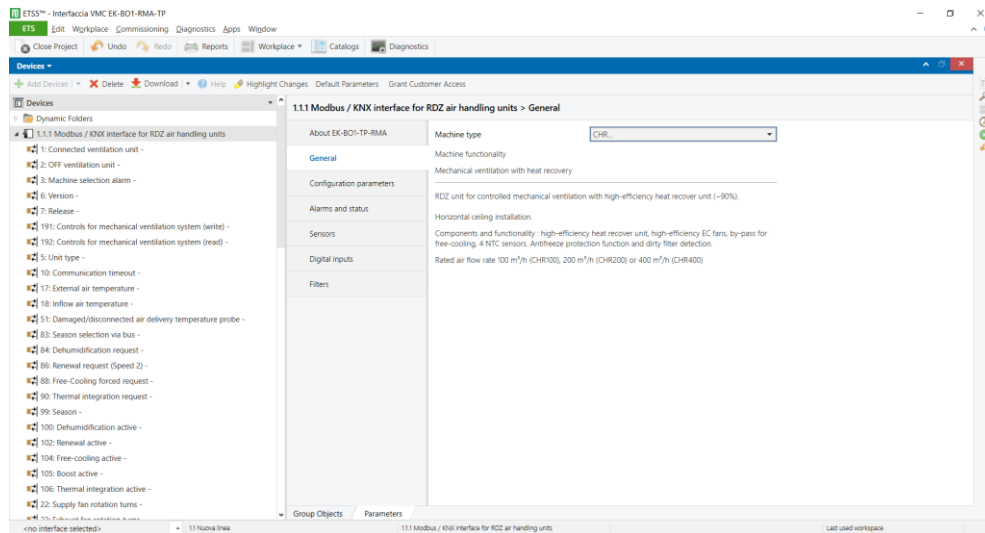 ETS5™ - Interfaccia VMC EK-BO1-RMA-TP
ETS Edit Workplace Commissioning Diagnostics Apps Window
Close Project Undo Redo Reports Workplace Catalogs Diagnostics
Devices
Add Devices Delete Download Help Highlight Changes Default Parameters Grant Customer Access
Devices
Dynamic Folders
1.1.1 Modbus / KNX interface for RDZ air handling units
1: Connected ventilation unit -
2: OFF ventilation unit -
3: Machine selection alarm -
6: Version -
7: Release -
191: Controls for mechanical ventilation system (write) -
192: Controls for mechanical ventilation system (read) -
5: Unit type -
10: Communication timeout -
17: External air temperature -
18: Inflow air temperature -
51: Damaged/disconnected air delivery temperature probe -
83: Season selection via bus -
84: Dehumidification request -
86: Renewal request (Speed 2) -
88: Free-Cooling forced request -
90: Thermal integration request -
99: Season -
100: Dehumidification active -
102: Renewal active -
104: Free-cooling active -
105: Boost active -
106: Thermal integration active -
22: Supply fan rotation turns -
1.1.1 Modbus / KNX interface for RDZ air handling units > General
About EK-BO1-TP-RMA
General
Configuration parameters
Alarms and status
Sensors
Digital inputs
Filters
Machine type CHR...
Machine functionality
Mechanical ventilation with heat recovery
RDZ unit for controlled mechanical ventilation with high-efficiency heat recover unit (~90%).
Horizontal ceiling installation.
Components and functionality : high-efficiency heat recover unit, high-efficiency EC fans, by-pass for
free-cooling, 4 NTC sensors. Antifreeze protection function and dirty filter detection.
Rated air flow rate 100 m³/h (CHR100), 200 m³/h (CHR200) or 400 m³/h (CHR400)
Group Objects Parameters
<no interface selected> 1.1 Nuova linea 1.1.1 Modbus / KNX interface for RDZ air handling units Last used workspace